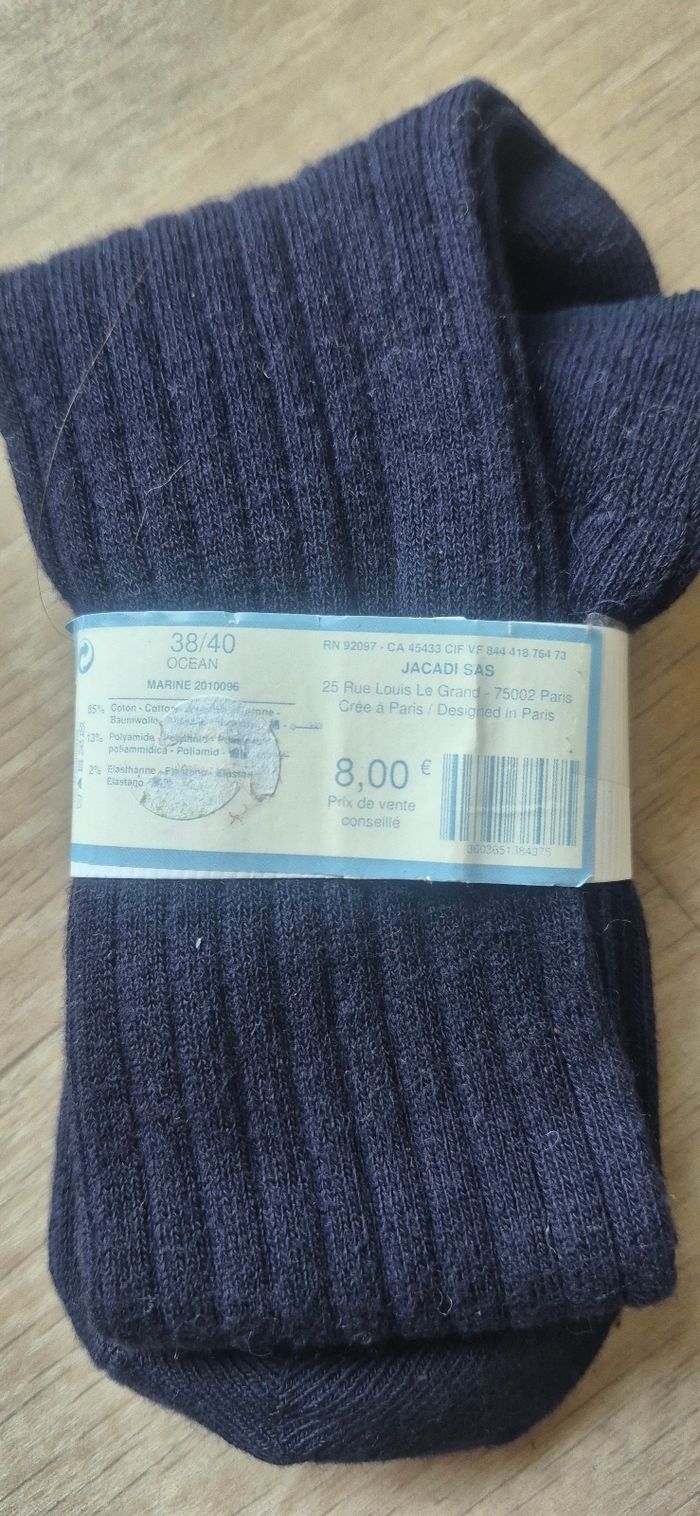 38/40
OCEAN
MARINE 2010096
85% Coton - Cotton
Baumwolle
13% Polyamide
poliammidica - Poliamid
2% Elasthanne
Elastano
RN 92097 - CA 45433 CIF VF 844 418 764 73
JACADI SAS
25 Rue Louis Le Grand - 75002 Paris
Crée à Paris / Designed in Paris
8,00 €
Prix de vente
conseillé
3603651384375